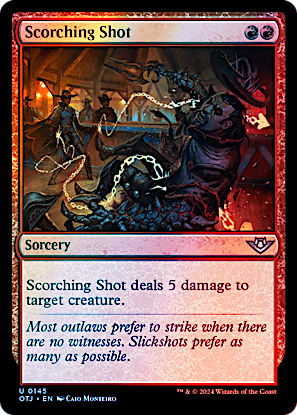 Scorching Shot
Sorcery
Scorching Shot deals 5 damage to
target creature.
Most outlaws prefer to strike when there
are no witnesses. Slickshots prefer as
many as possible.
U 0145
OTJ • EN Caio Monteiro
™ & © 2024 Wizards of the Coast